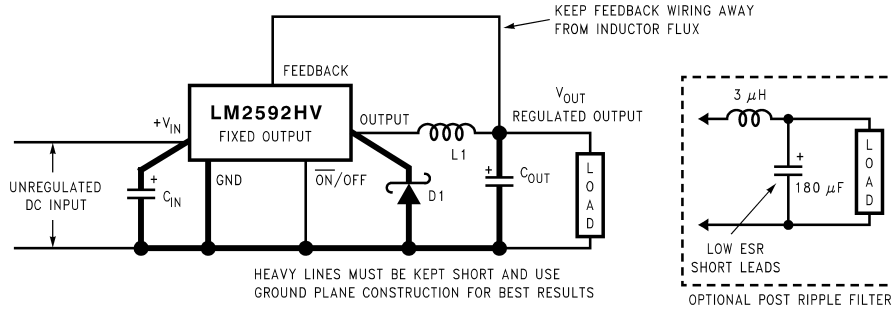 KEEP FEEDBACK WIRING AWAY
FROM INDUCTOR FLUX
FEEDBACK
LM2592HV
FIXED OUTPUT
+VIN
OUTPUT
VOUT
REGULATED OUTPUT
L1
UNREGULATED
DC INPUT
+
CIN
GND
ON/OFF
D1
+
COUT
LOAD
HEAVY LINES MUST BE KEPT SHORT AND USE
GROUND PLANE CONSTRUCTION FOR BEST RESULTS
3 μH
+
180 μF
LOAD
LOW ESR
SHORT LEADS
OPTIONAL POST RIPPLE FILTER